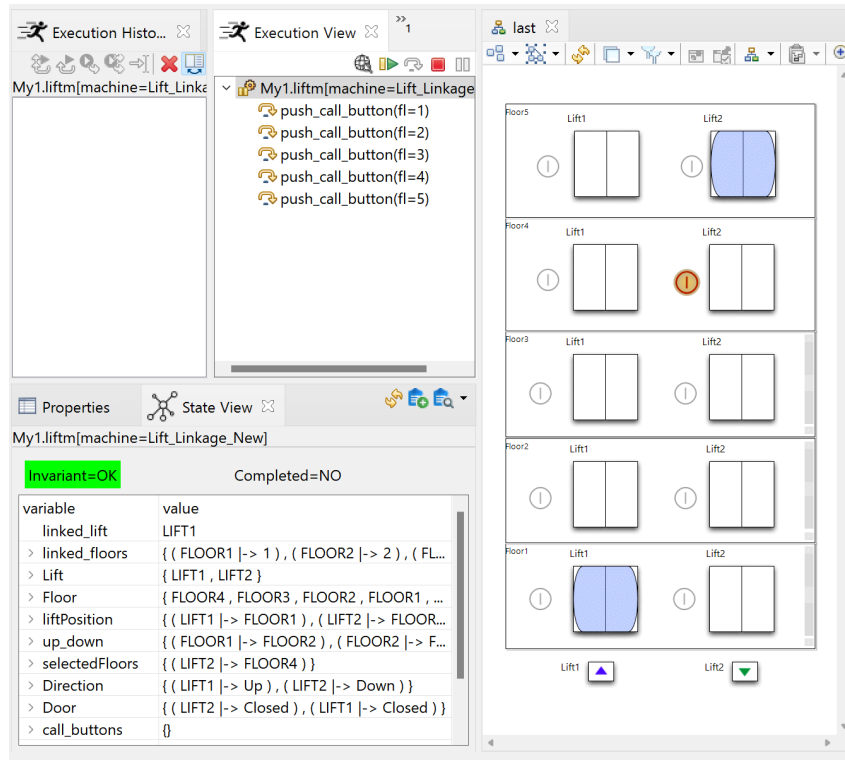 Execution Histo...
Execution View
»1
My1.liftm[machine=Lift_Linka
My1.liftm[machine=Lift_Linkage
push_call_button(fl=1)
push_call_button(fl=2)
push_call_button(fl=3)
push_call_button(fl=4)
push_call_button(fl=5)
Properties
State View
My1.liftm[machine=Lift_Linkage_New]
Invariant=OK
Completed=NO
variable value
linked_lift LIFT1
linked_floors { ( FLOOR1 |-> 1 ) , ( FLOOR2 |-> 2 ) , ( FL...
Lift { LIFT1 , LIFT2 }
Floor { FLOOR4 , FLOOR3 , FLOOR2 , FLOOR1 , ...
liftPosition { ( LIFT1 |-> FLOOR1 ) , ( LIFT2 |-> FLOOR...
up_down { ( FLOOR1 |-> FLOOR2 ) , ( FLOOR2 |-> F...
selectedFloors { ( LIFT2 |-> FLOOR4 ) }
Direction { ( LIFT1 |-> Up ) , ( LIFT2 |-> Down ) }
Door { ( LIFT2 |-> Closed ) , ( LIFT1 |-> Closed ) }
call_buttons {}
last
Floor5
Lift1 Lift2
Floor4
Lift1 Lift2
Floor3
Lift1 Lift2
Floor2
Lift1 Lift2
Floor1
Lift1 Lift2
Lift1 Lift2